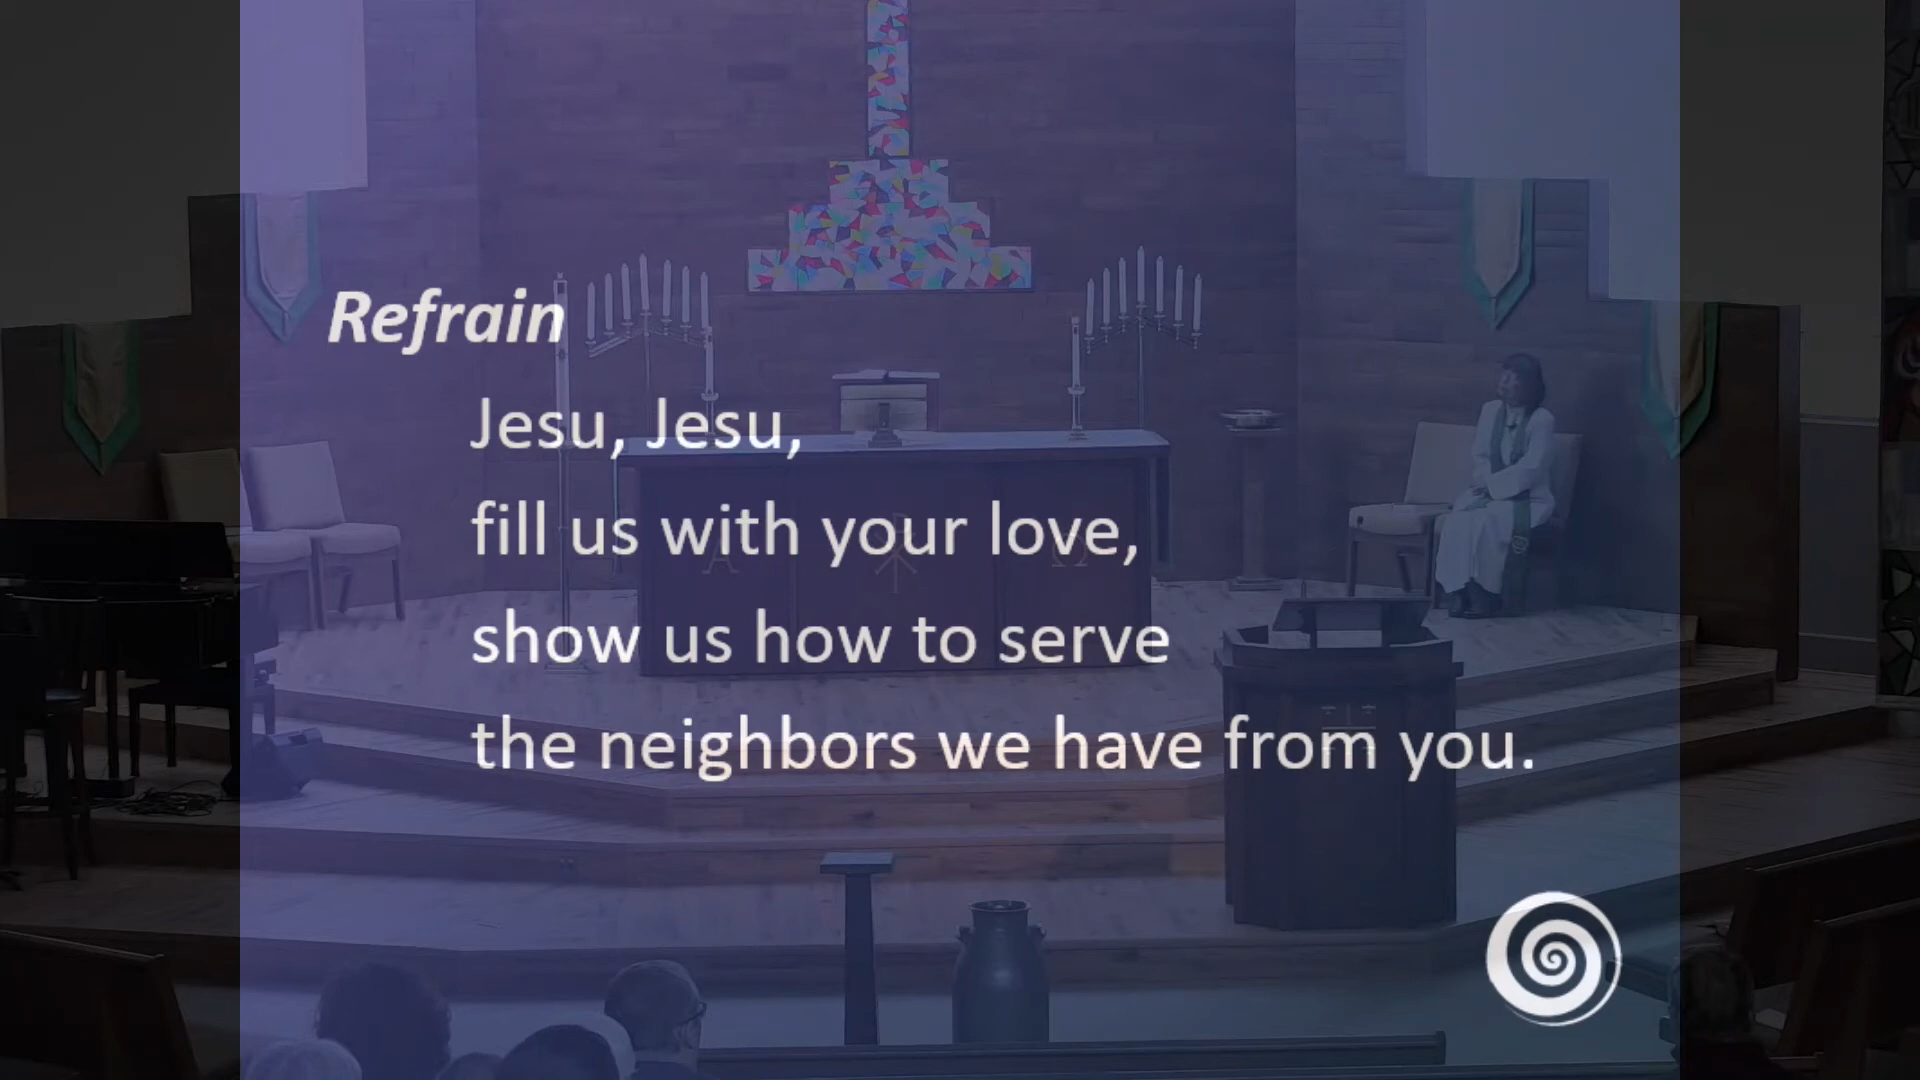 Refrain
Jesu, Jesu,
fill us with your love,
show us how to serve
the neighbors we have from you.
Α
Ω